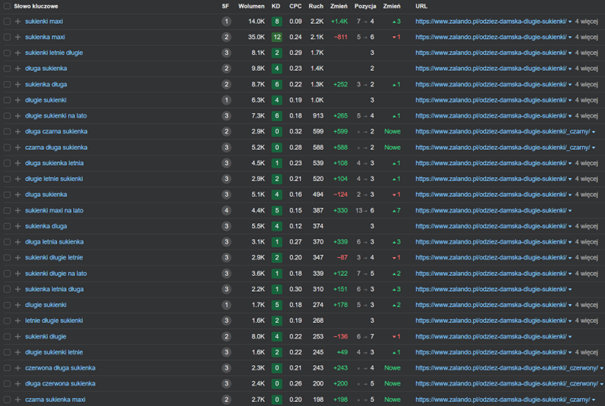 Słowo kluczowe SF Wolumen KD CPC Ruch Zmień Pozycja Zmień URL
sukienki maxi 1 14.0K 8 0.09 2.2K +1.4K 7 → 4 ▲3 https://www.zalando.pl/odziez-damska-dlugie-sukienki/ ▾ 4 więcej
sukienka maxi 2 35.0K 12 0.24 2.1K −811 5 → 6 ▼1 https://www.zalando.pl/odziez-damska-dlugie-sukienki/ ▾ 4 więcej
sukienki letnie długie 3 8.1K 2 0.29 1.7K 3 https://www.zalando.pl/odziez-damska-dlugie-sukienki/ ▾ 4 więcej
długa sukienka 2 9.8K 4 0.23 1.4K 2 https://www.zalando.pl/odziez-damska-dlugie-sukienki/ ▾ 4 więcej
sukienka długa 2 8.7K 6 0.22 1.3K +252 3 → 2 ▲1 https://www.zalando.pl/odziez-damska-dlugie-sukienki/ ▾ 4 więcej
długie sukienki 1 6.3K 4 0.19 1.0K 3 https://www.zalando.pl/odziez-damska-dlugie-sukienki/ ▾ 4 więcej
długie sukienki na lato 3 7.3K 6 0.18 913 +265 5 → 4 ▲1 https://www.zalando.pl/odziez-damska-dlugie-sukienki/ ▾ 4 więcej
długa czarna sukienka 2 2.9K 0 0.32 599 +599 → 2 Nowe https://www.zalando.pl/odziez-damska-dlugie-sukienki/_czarny/ ▾
czarna długa sukienka 3 5.2K 0 0.28 588 +588 → 2 Nowe https://www.zalando.pl/odziez-damska-dlugie-sukienki/_czarny/ ▾
długa sukienka letnia 3 4.5K 1 0.23 539 +108 4 → 3 ▲1 https://www.zalando.pl/odziez-damska-dlugie-sukienki/ ▾ 4 więcej
długie letnie sukienki 3 2.9K 2 0.21 520 +104 4 → 3 ▲1 https://www.zalando.pl/odziez-damska-dlugie-sukienki/ ▾ 4 więcej
dluga sukienka 3 5.1K 4 0.16 494 −124 2 → 3 ▼1 https://www.zalando.pl/odziez-damska-dlugie-sukienki/ ▾ 4 więcej
sukienki maxi na lato 4 4.4K 5 0.15 387 +330 13 → 6 ▲7 https://www.zalando.pl/odziez-damska-dlugie-sukienki/ ▾
sukienka dluga 3 5.5K 4 0.12 374 3 https://www.zalando.pl/odziez-damska-dlugie-sukienki/ ▾ 4 więcej
długa letnia sukienka 3 3.1K 1 0.27 370 +339 6 → 3 ▲3 https://www.zalando.pl/odziez-damska-dlugie-sukienki/ ▾ 4 więcej
sukienki długie letnie 3 2.9K 2 0.20 347 −87 3 → 4 ▼1 https://www.zalando.pl/odziez-damska-dlugie-sukienki/ ▾ 4 więcej
sukienki długie na lato 3 3.6K 1 0.18 339 +122 7 → 5 ▲2 https://www.zalando.pl/odziez-damska-dlugie-sukienki/ ▾ 4 więcej
sukienka letnia długa 2 2.2K 1 0.30 310 +151 6 → 3 ▲3 https://www.zalando.pl/odziez-damska-dlugie-sukienki/ ▾
dlugie sukienki 1 1.7K 5 0.18 274 +178 5 → 3 ▲2 https://www.zalando.pl/odziez-damska-dlugie-sukienki/ ▾ 4 więcej
letnie długie sukienki 3 1.6K 2 0.19 268 3 https://www.zalando.pl/odziez-damska-dlugie-sukienki/ ▾ 4 więcej
sukienki długie 2 8.0K 4 0.22 253 −136 6 → 7 ▼1 https://www.zalando.pl/odziez-damska-dlugie-sukienki/ ▾
długie sukienki letnie 3 1.6K 2 0.22 245 +49 4 → 3 ▲1 https://www.zalando.pl/odziez-damska-dlugie-sukienki/ ▾ 4 więcej
czerwona długa sukienka 3 2.3K 0 0.21 243 +243 → 4 Nowe https://www.zalando.pl/odziez-damska-dlugie-sukienki/_czerwony/ ▾
długa czerwona sukienka 3 2.4K 0 0.26 200 +200 → 5 Nowe https://www.zalando.pl/odziez-damska-dlugie-sukienki/_czerwony/ ▾
czarna sukienka maxi 2 2.7K 0 0.20 198 +198 → 5 Nowe https://www.zalando.pl/odziez-damska-dlugie-sukienki/_czarny/ ▾